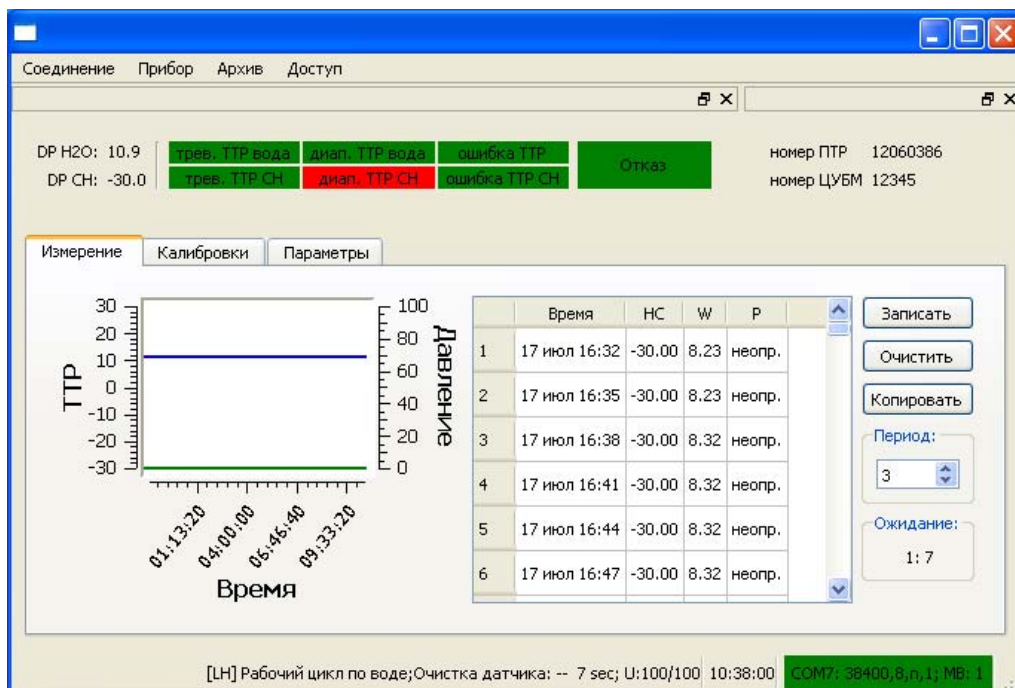 Соединение Прибор Архив Доступ
DP H2O: 10.9 трев. ТТР вода диап. ТТР вода ошибка ТТР Отказ номер ПТР 12060386
DP CH: -30.0 трев. ТТР СН диап. ТТР СН ошибка ТТР СН номер ЦУБМ 12345
Измерение Калибровки Параметры
ТТР
30
20
10
0
-10
-20
-30
100
80
60
40
20
0
Давление
01:13:20 04:00:00 06:46:40 09:33:20
Время
Время HC W P
1 17 июл 16:32 -30.00 8.23 неопр.
2 17 июл 16:35 -30.00 8.23 неопр.
3 17 июл 16:38 -30.00 8.32 неопр.
4 17 июл 16:41 -30.00 8.32 неопр.
5 17 июл 16:44 -30.00 8.32 неопр.
6 17 июл 16:47 -30.00 8.32 неопр.
Записать
Очистить
Копировать
Период:
3
Ожидание:
1: 7
[LH] Рабочий цикл по воде;Очистка датчика: -- 7 sec; U:100/100 10:38:00 COM7: 38400,8,n,1; MB: 1